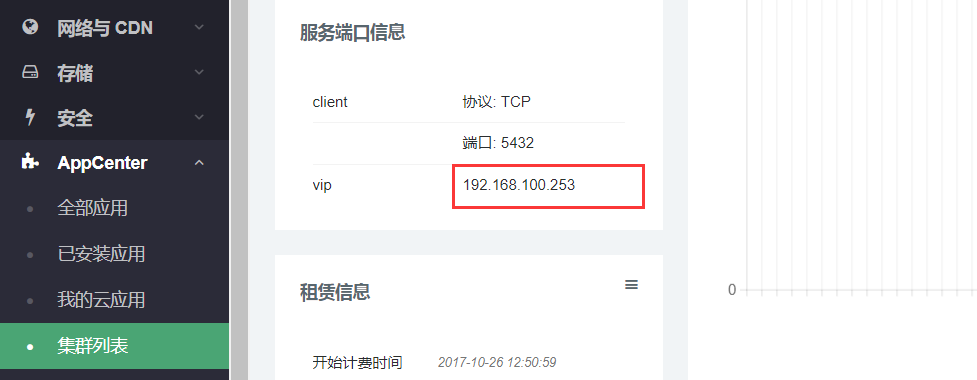 网络与 CDN
存储
安全
AppCenter
全部应用
已安装应用
我的云应用
集群列表
服务端口信息
client 协议: TCP
端口: 5432
vip 192.168.100.253
租赁信息
开始计费时间 2017-10-26 12:50:59
0